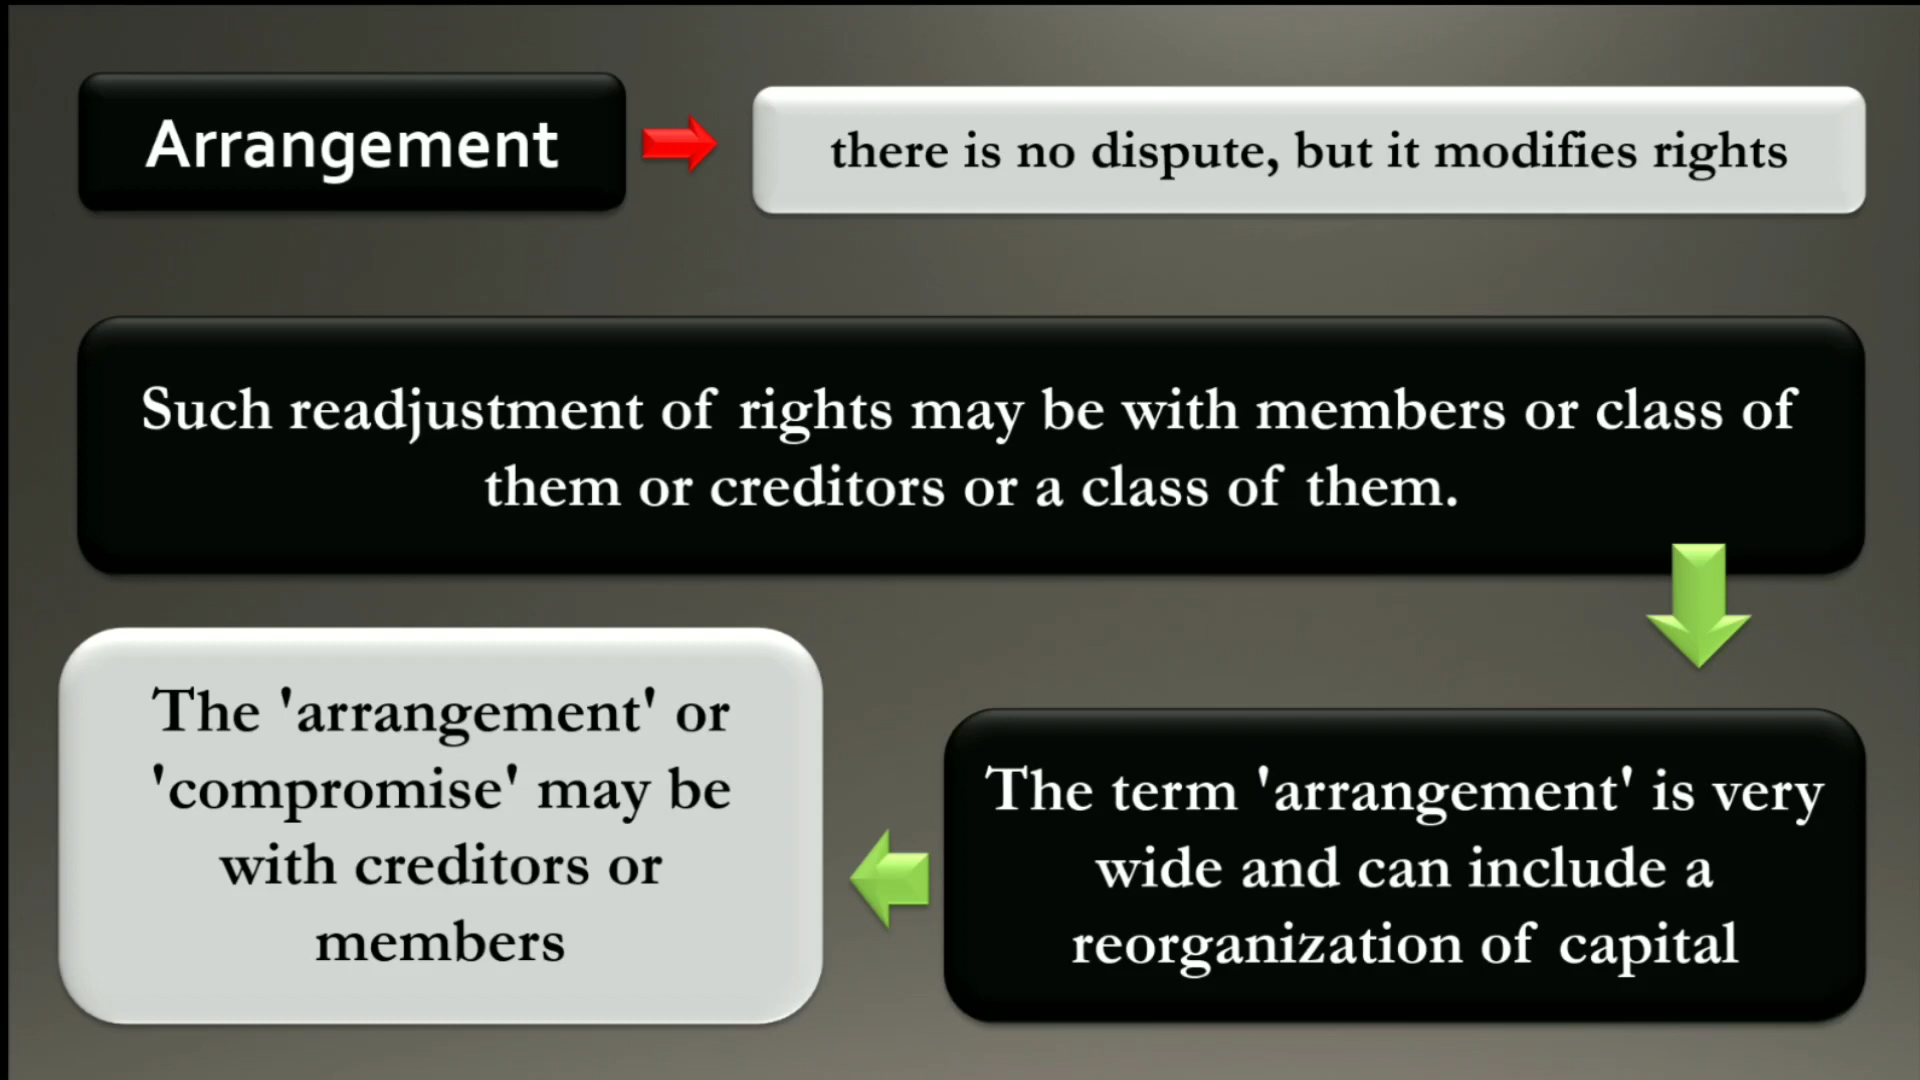 Arrangement
there is no dispute, but it modifies rights
Such readjustment of rights may be with members or class of
them or creditors or a class of them.
The term 'arrangement' is very
wide and can include a
reorganization of capital
The 'arrangement' or
'compromise' may be
with creditors or
members